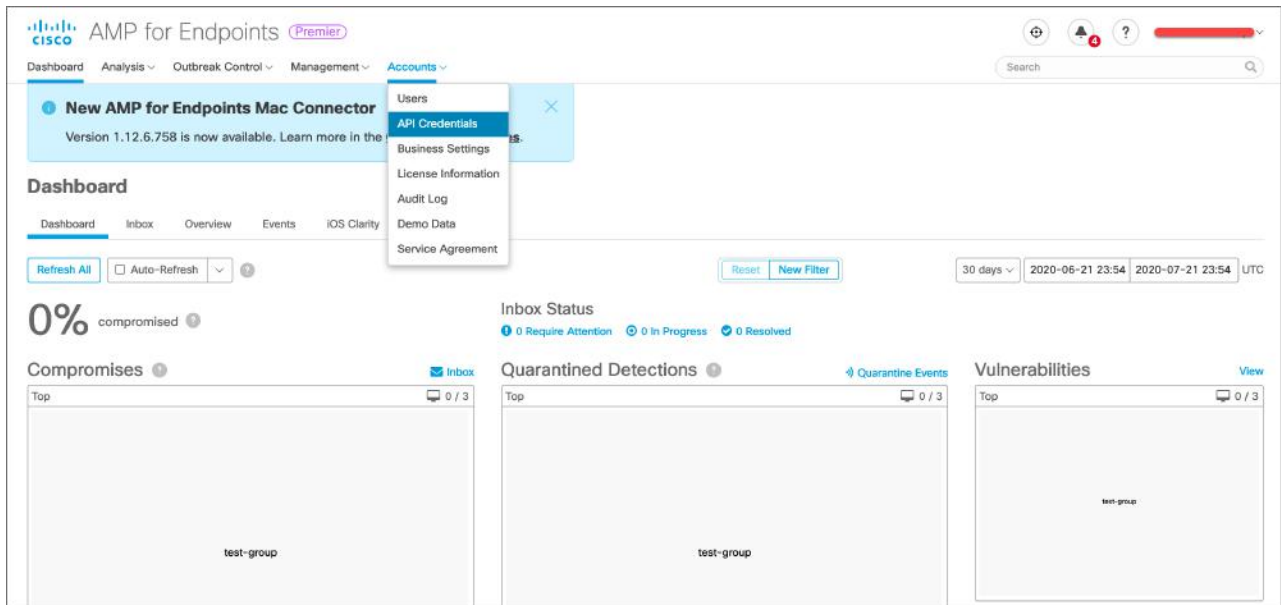 CISCO AMP for Endpoints Premier
4 ?
Dashboard Analysis Outbreak Control Management Accounts
Search
New AMP for Endpoints Mac Connector
Version 1.12.6.758 is now available. Learn more in the
Users
API Credentials
Business Settings
License Information
Audit Log
Demo Data
Service Agreement
Dashboard
Dashboard Inbox Overview Events iOS Clarity
Refresh All Auto-Refresh ?
Reset New Filter
30 days 2020-06-21 23:54 2020-07-21 23:54 UTC
0% compromised ?
Inbox Status
0 Require Attention 0 In Progress 0 Resolved
Compromises ? Inbox
Top 0 / 3
test-group
Quarantined Detections ? Quarantine Events
Top 0 / 3
test-group
Vulnerabilities View
Top 0 / 3
test-group